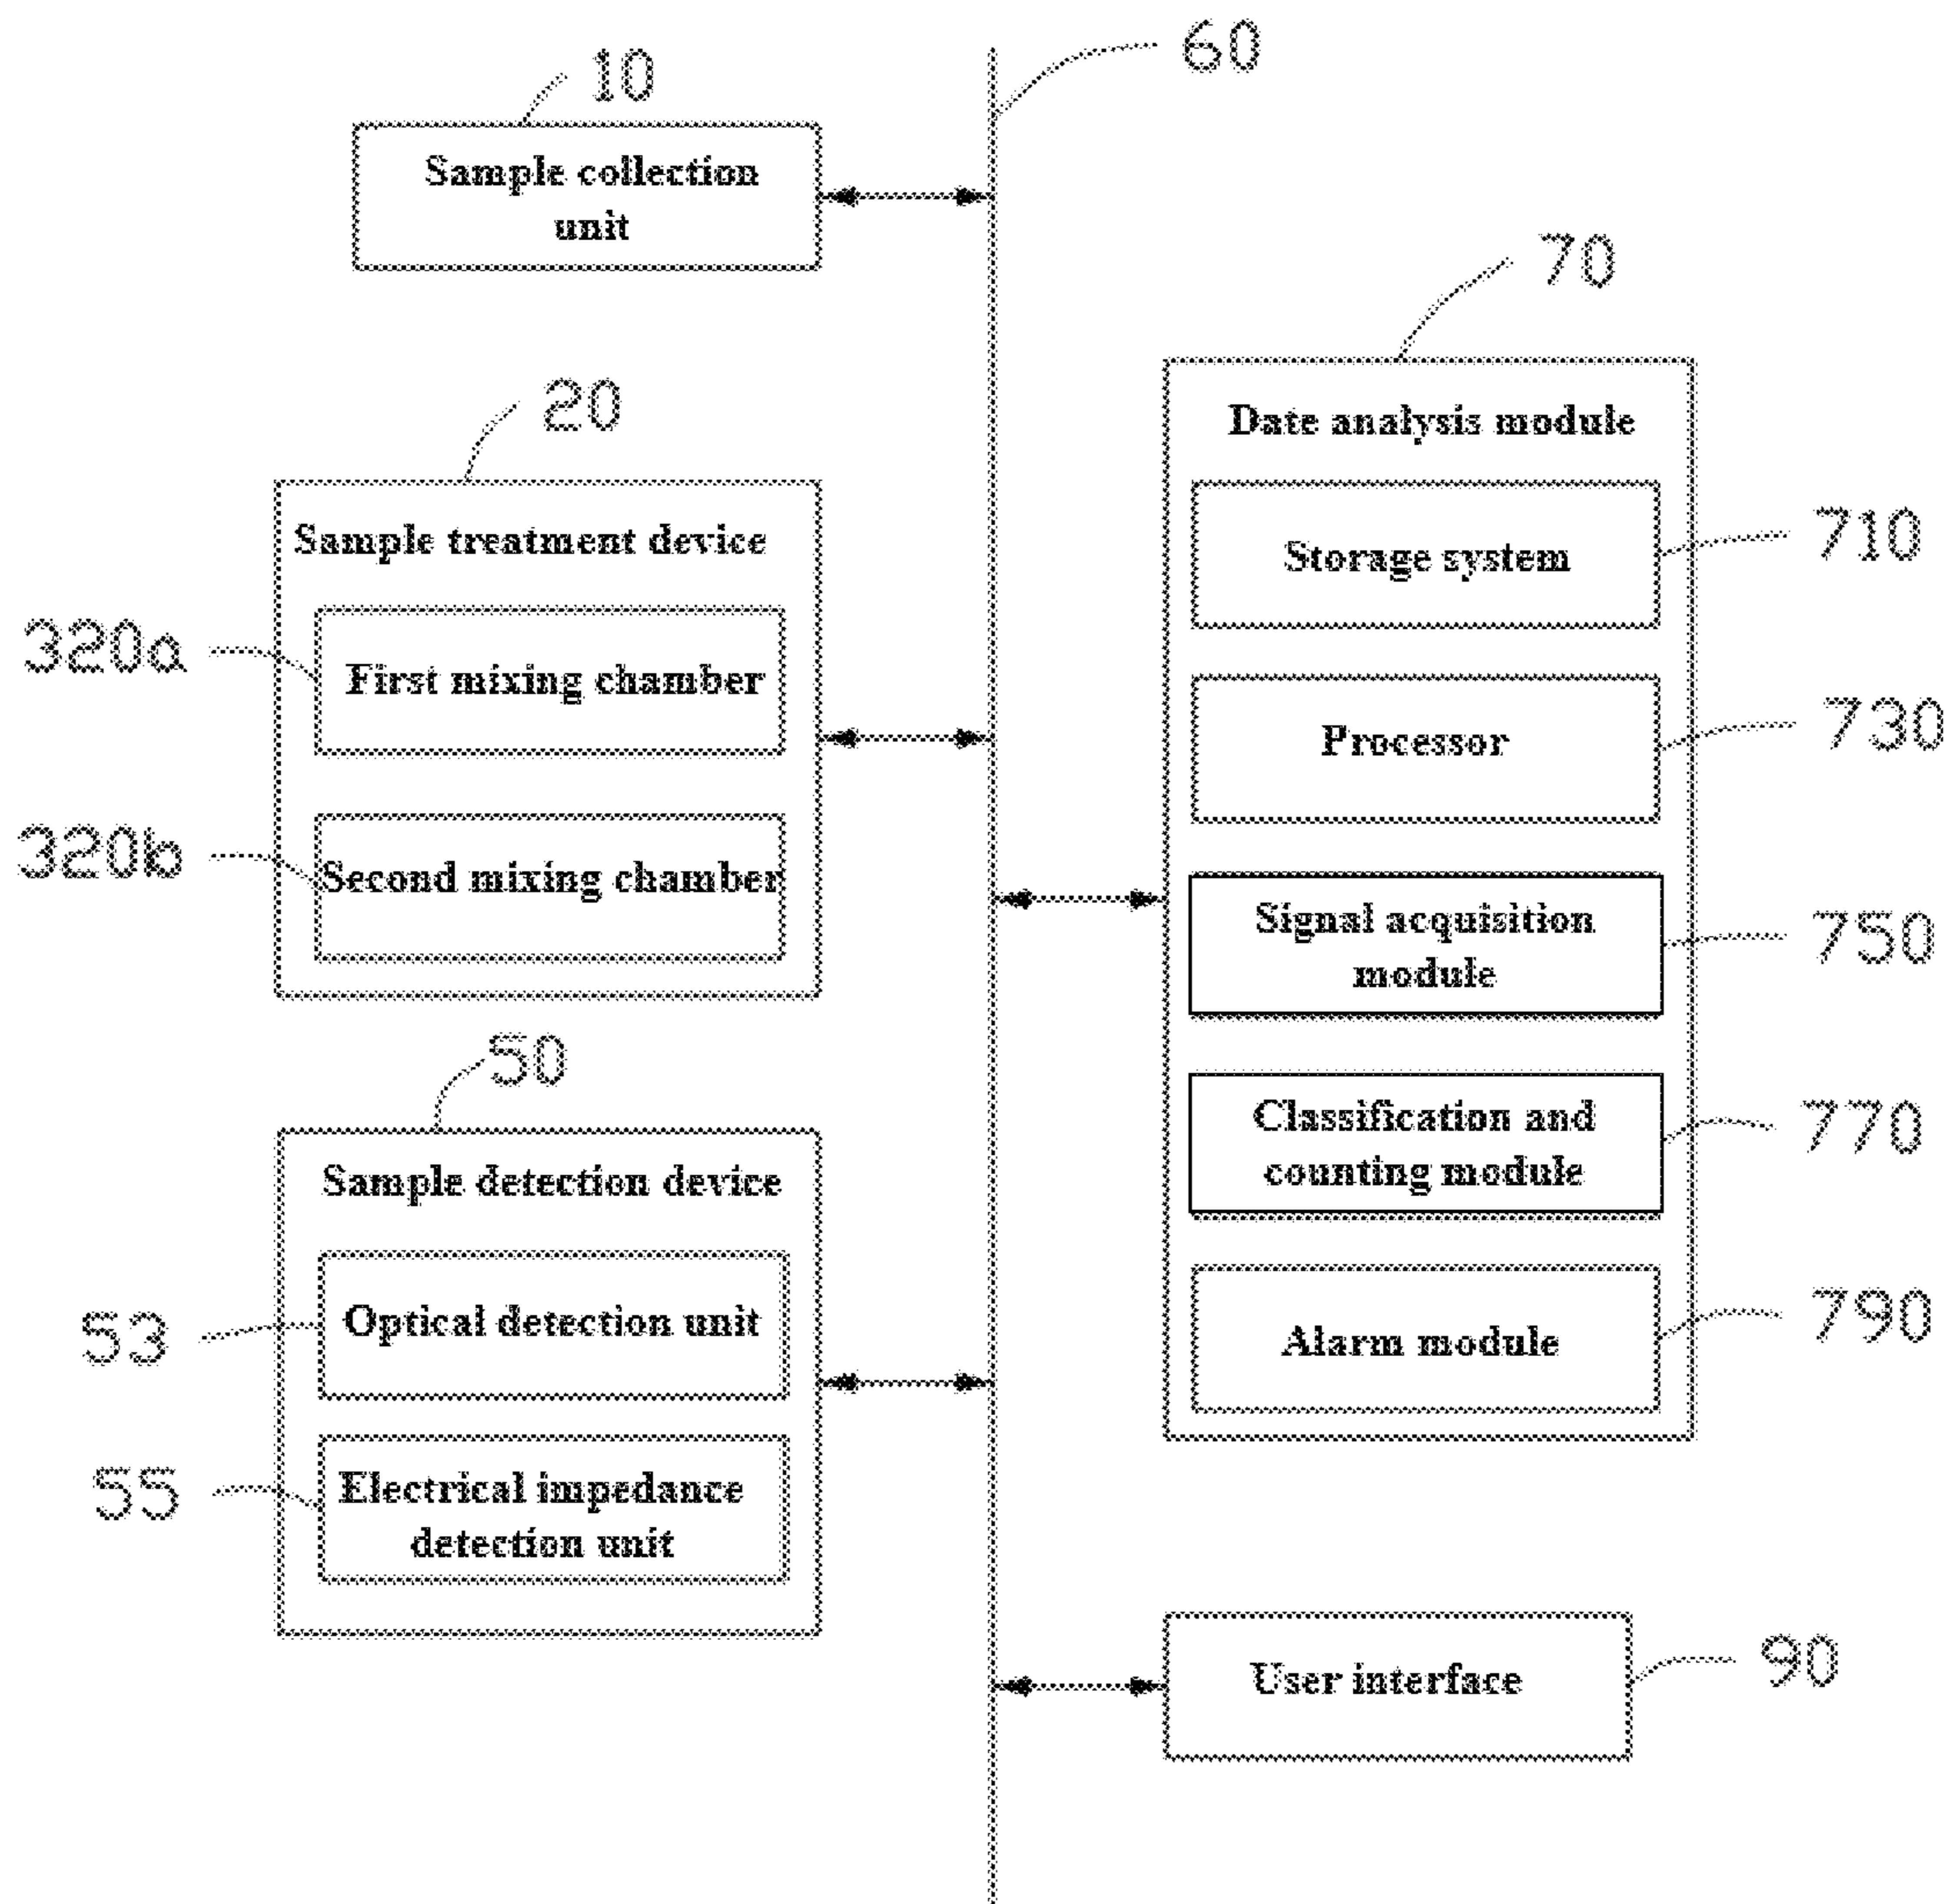 10
60
Sample collection
unit
70
20
Date analysis module
Sample treatment device
Storage system
710
320a
First mixing chamber
Processor
730
320b
Second mixing chamber
Signal acquisition
module
750
50
Classification and
counting module
770
Sample detection device
53
Optical detection unit
Alarm module
790
55
Electrical impedance
detection unit
User interface
90